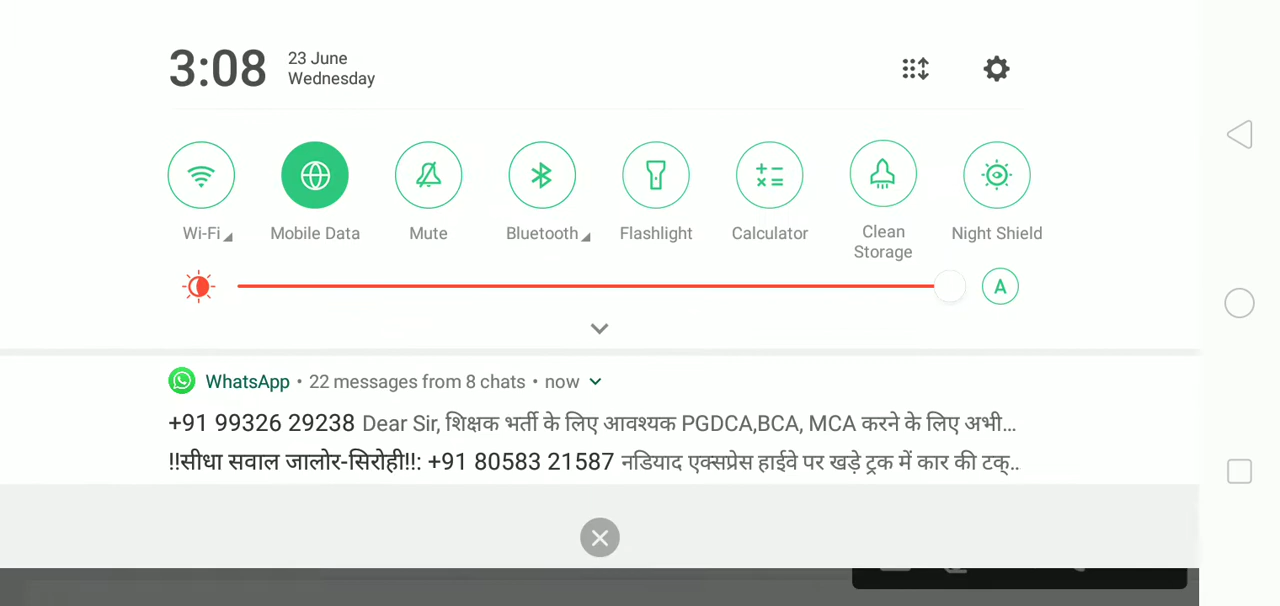 3:08
23 June
Wednesday
Wi-Fi
Mobile Data
Mute
Bluetooth
Flashlight
Calculator
Clean
Storage
Night Shield
A
WhatsApp • 22 messages from 8 chats • now
+91 99326 29238 Dear Sir, शिक्षक भर्ती के लिए आवश्यक PGDCA,BCA, MCA करने के लिए अभी...
!!सीधा सवाल जालोर-सिरोही!!: +91 80583 21587 नडियाद एक्सप्रेस हाईवे पर खड़े ट्रक में कार की टक्..